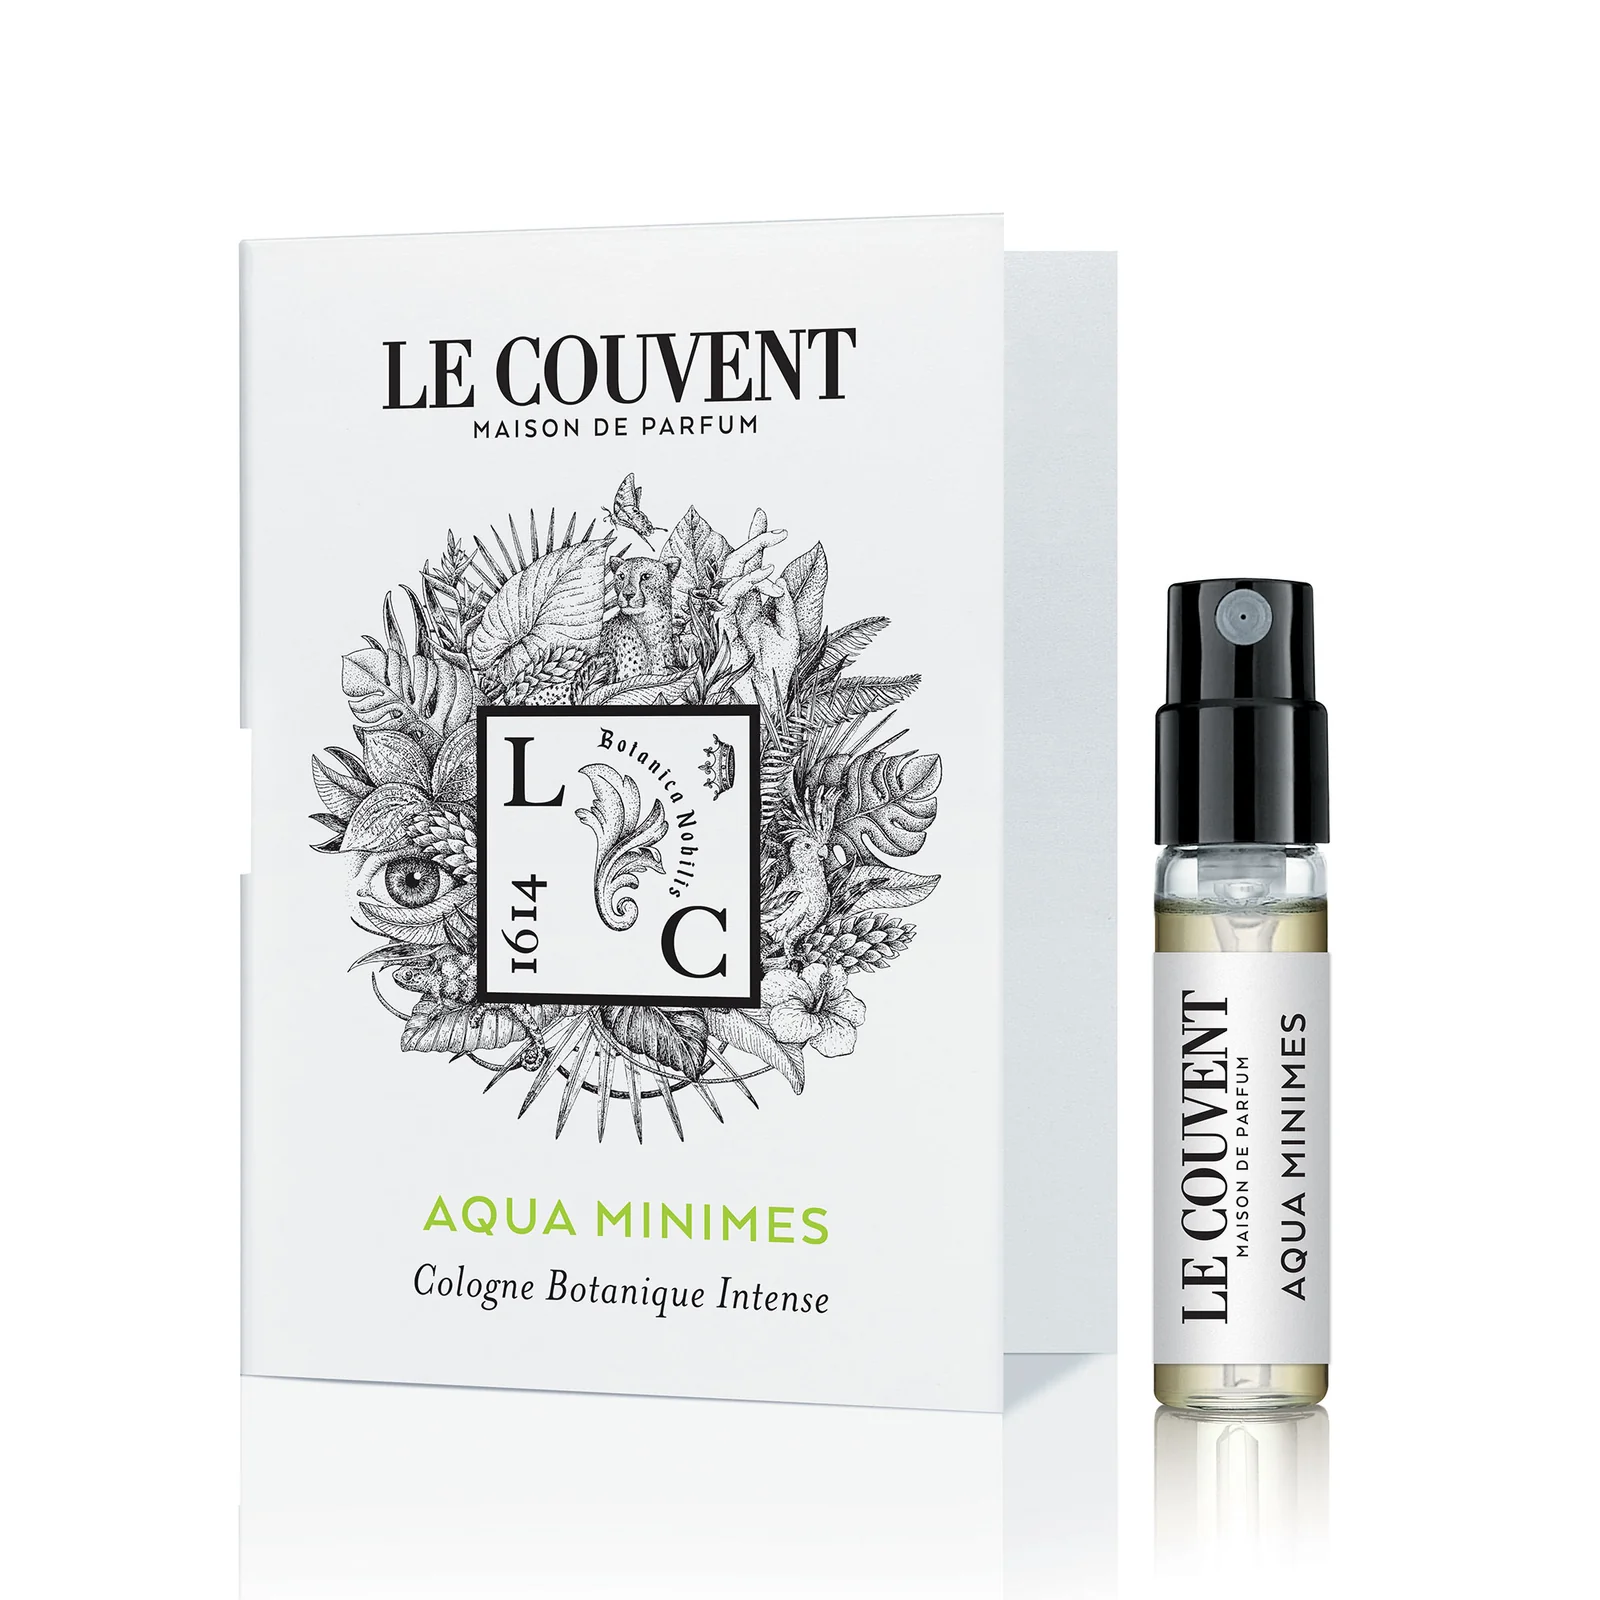 LE COUVENT
MAISON DE PARFUM
L
Botanica Nobilis
1614
C
AQUA MINIMES
Cologne Botanique Intense
LE COUVENT
MAISON DE PARFUM
AQUA MINIMES